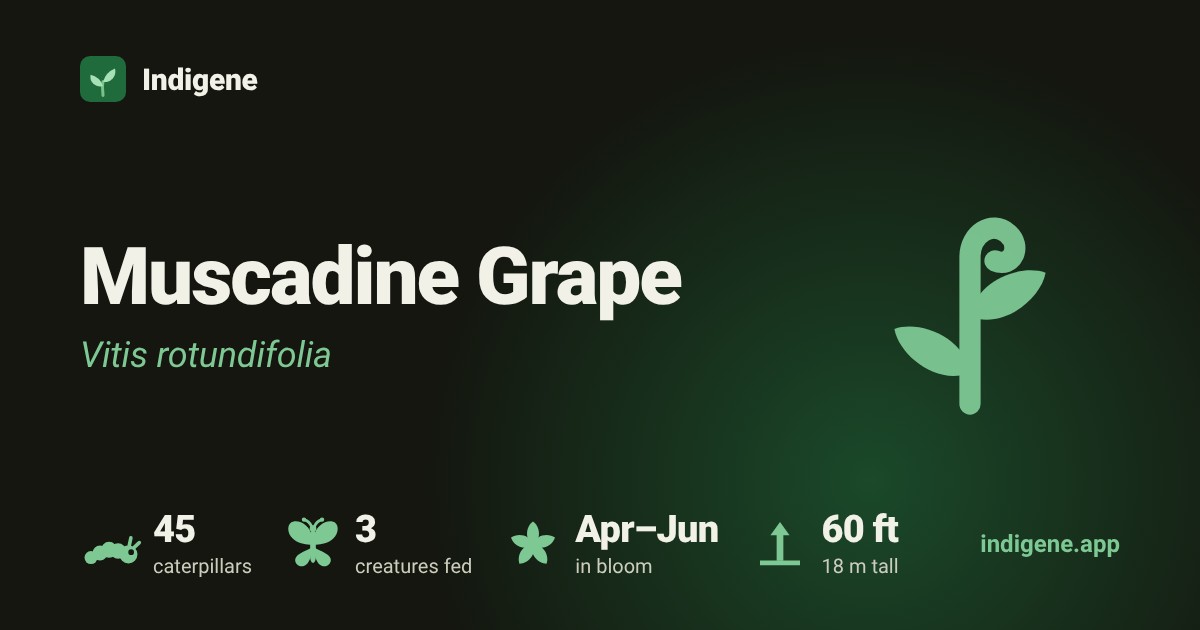 Indigene
Muscadine Grape
Vitis rotundifolia
45
caterpillars
3
creatures fed
Apr–Jun
in bloom
60 ft
18 m tall
indigene.app